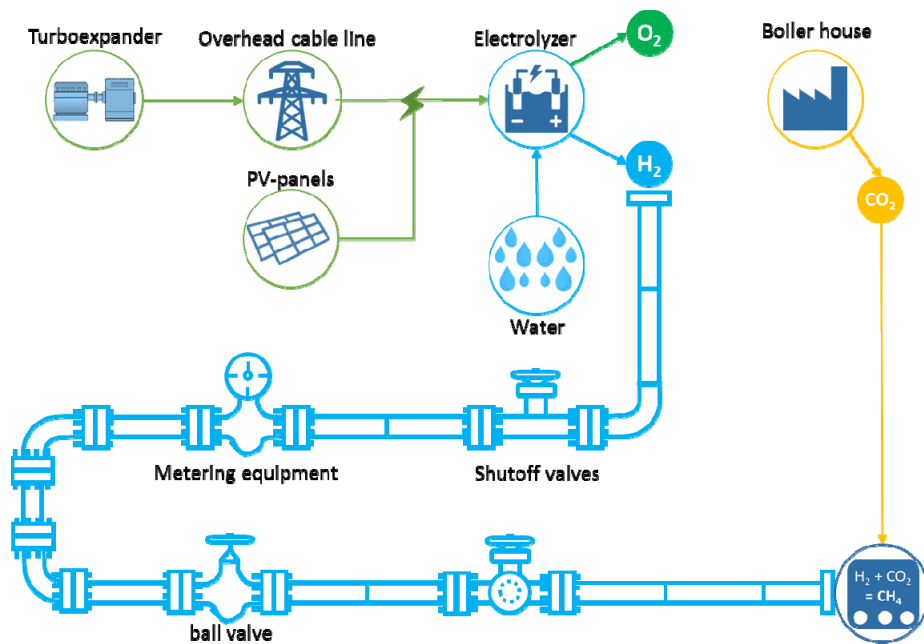 Turboexpander
Overhead cable line
Electrolyzer
O₂
Boiler house
PV-panels
H₂
CO₂
Water
Metering equipment
Shutoff valves
H₂ + CO₂
= CH₄
ball valve